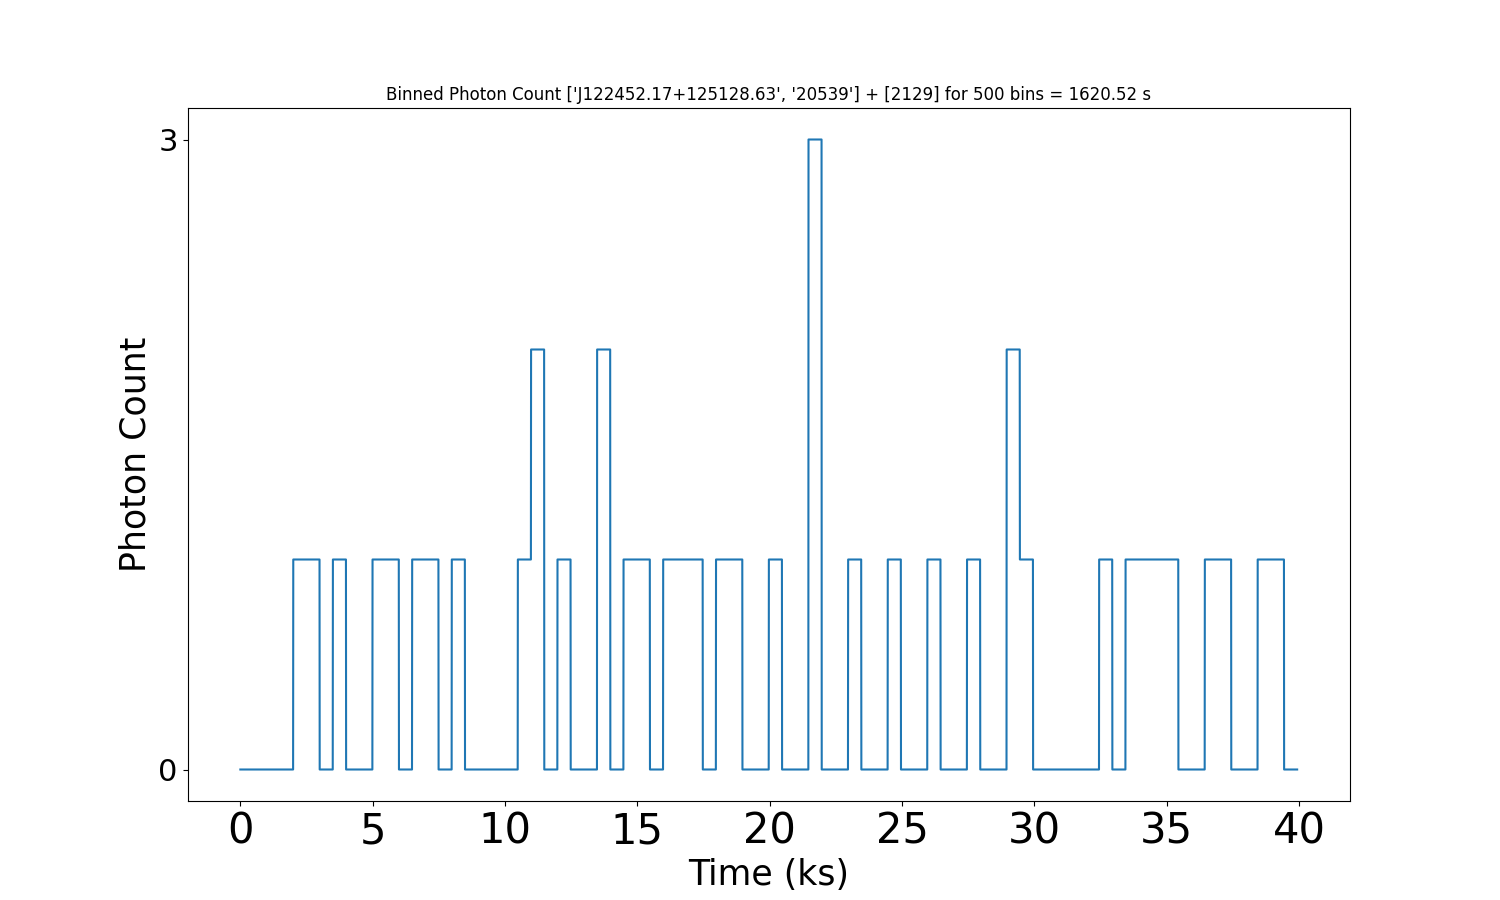 Binned Photon Count ['J122452.17+125128.63', '20539'] + [2129] for 500 bins = 1620.52 s
3
Photon Count
0
0 5 10 15 20 25 30 35 40
Time (ks)